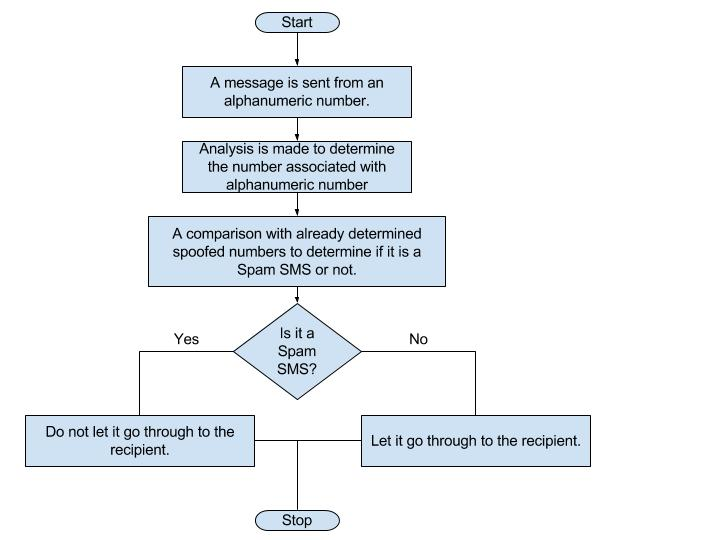 Start
A message is sent from an
alphanumeric number.
Analysis is made to determine
the number associated with
alphanumeric number
A comparison with already determined
spoofed numbers to determine if it is a
Spam SMS or not.
Is it a
Spam
SMS?
Yes
No
Do not let it go through to the
recipient.
Let it go through to the recipient.
Stop